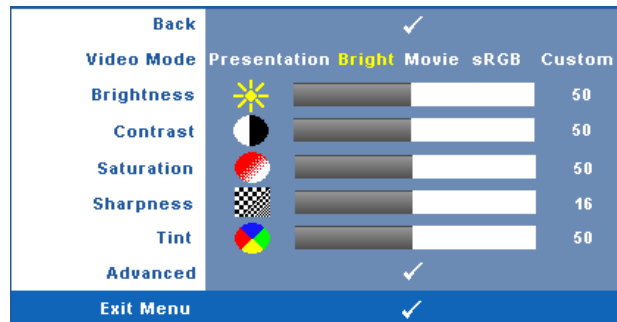 Back
Video Mode Presentation Bright Movie sRGB Custom
Brightness 50
Contrast 50
Saturation 50
Sharpness 16
Tint 50
Advanced
Exit Menu